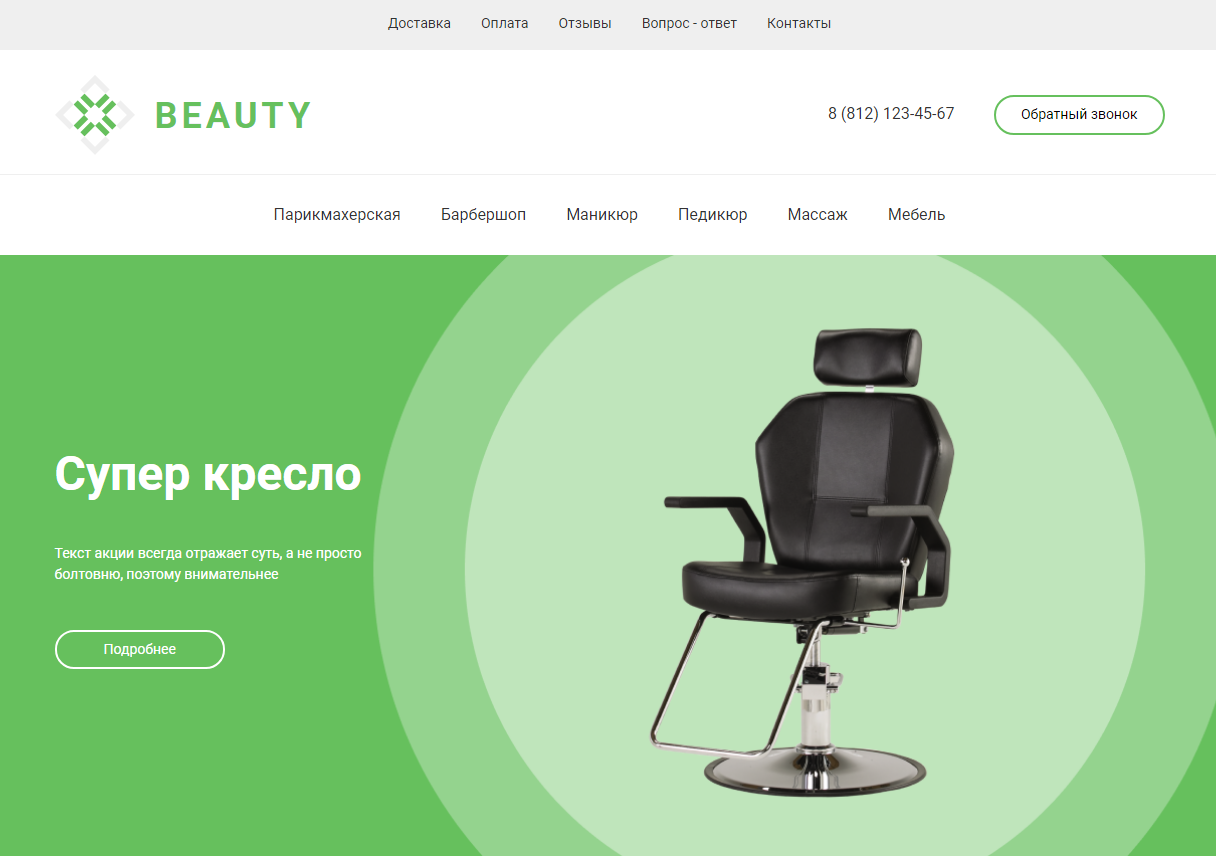 Доставка Оплата Отзывы Вопрос - ответ Контакты
BEAUTY
8 (812) 123-45-67
Обратный звонок
Парикмахерская Барбершоп Маникюр Педикюр Массаж Мебель
Супер кресло
Текст акции всегда отражает суть, а не просто
болтовню, поэтому внимательнее
Подробнее